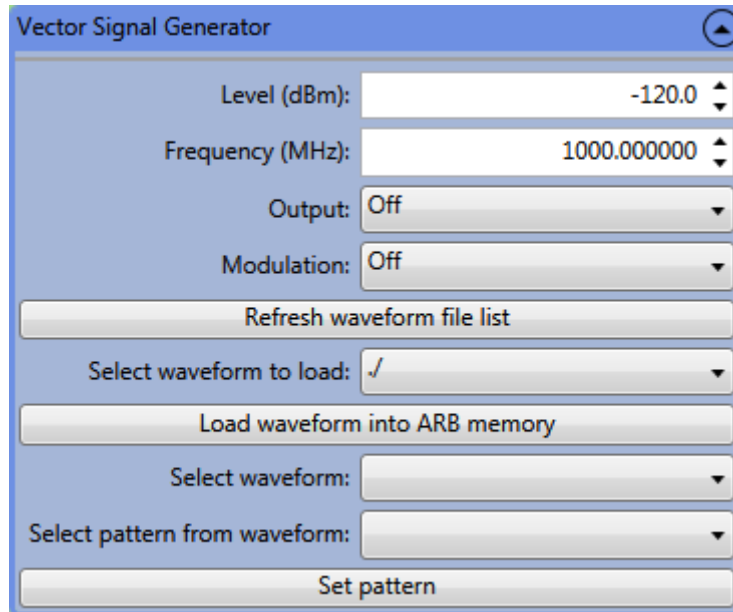 Vector Signal Generator
Level (dBm): -120.0
Frequency (MHz): 1000.000000
Output: Off
Modulation: Off
Refresh waveform file list
Select waveform to load: ./
Load waveform into ARB memory
Select waveform:
Select pattern from waveform:
Set pattern